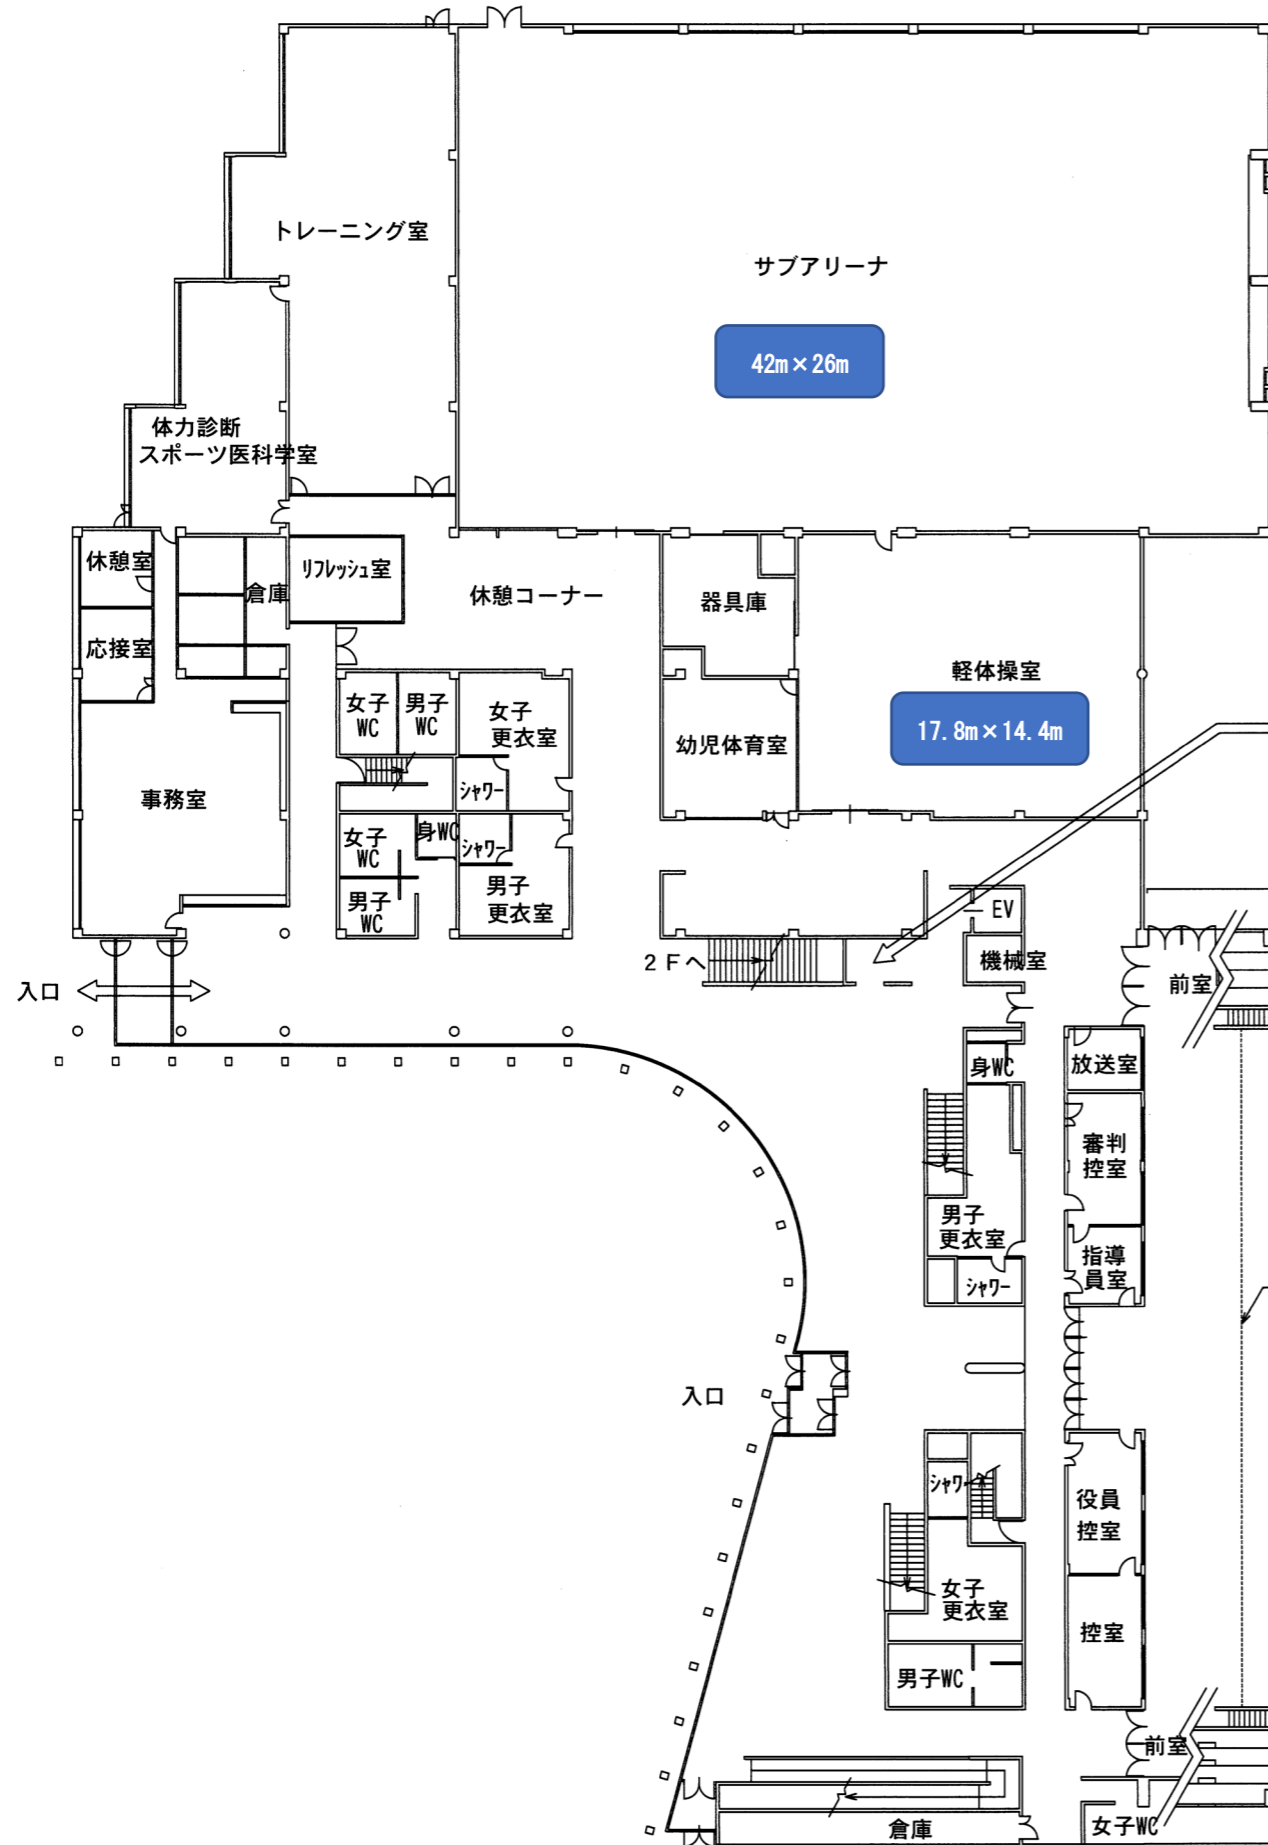 トレーニング室
サブアリーナ
42m×26m
体力診断
スポーツ医科学室
休憩室
倉庫
リフレッシュ室
休憩コーナー
器具庫
応接室
軽体操室
17.8m×14.4m
女子
WC
男子
WC
女子
更衣室
幼児体育室
シャワー
事務室
女子
WC
身WC
シャワー
男子
WC
男子
更衣室
EV
2Fへ
機械室
前室
入口
身WC
放送室
審判
控室
男子
更衣室
指導
員室
シャワー
入口
シャワー
役員
控室
女子
更衣室
控室
男子WC
前室
倉庫
女子WC